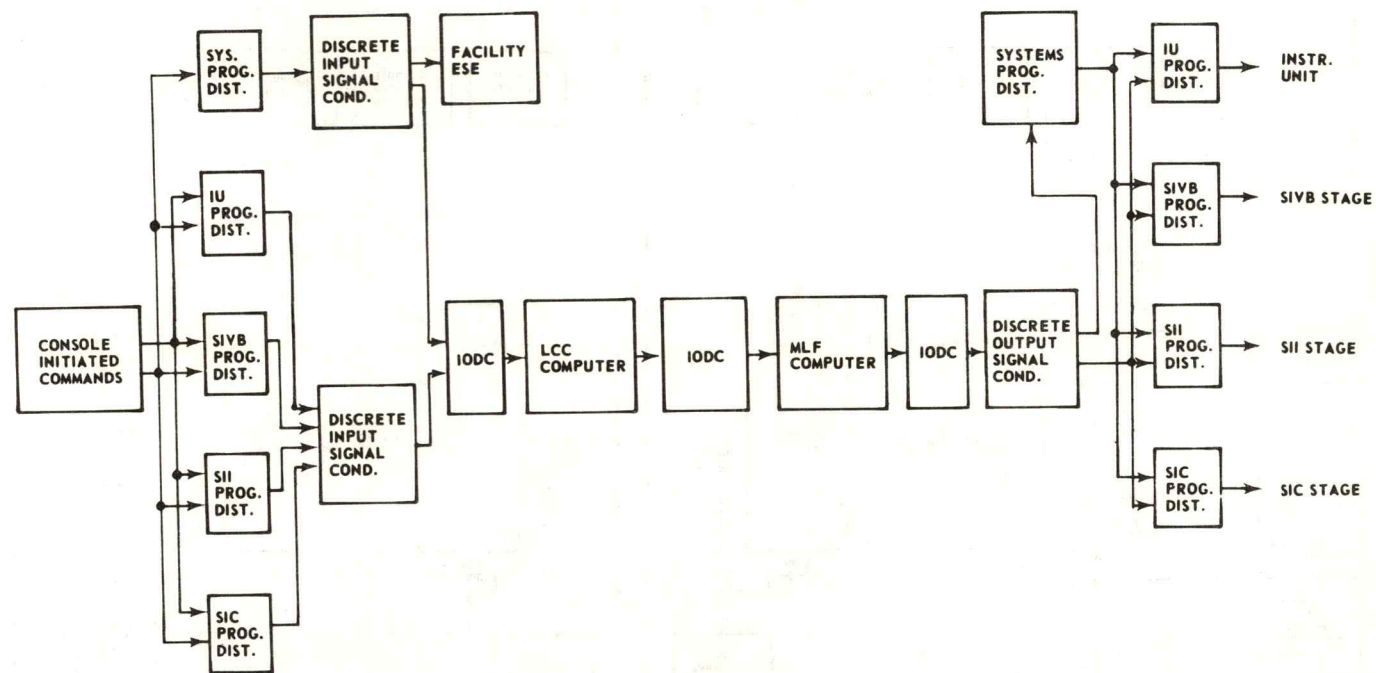 SYS.
PROG.
DIST.
DISCRETE
INPUT
SIGNAL
COND.
FACILITY
ESE
SYSTEMS
PROG.
DIST.
IU
PROG.
DIST.
INSTR.
UNIT
IU
PROG.
DIST.
SIVB
PROG.
DIST.
SIVB STAGE
CONSOLE
INITIATED
COMMANDS
SIVB
PROG.
DIST.
IODC
LCC
COMPUTER
IODC
MLF
COMPUTER
IODC
DISCRETE
OUTPUT
SIGNAL
COND.
SII
PROG.
DIST.
SII STAGE
DISCRETE
INPUT
SIGNAL
COND.
SII
PROG.
DIST.
SIC
PROG.
DIST.
SIC STAGE
SIC
PROG.
DIST.